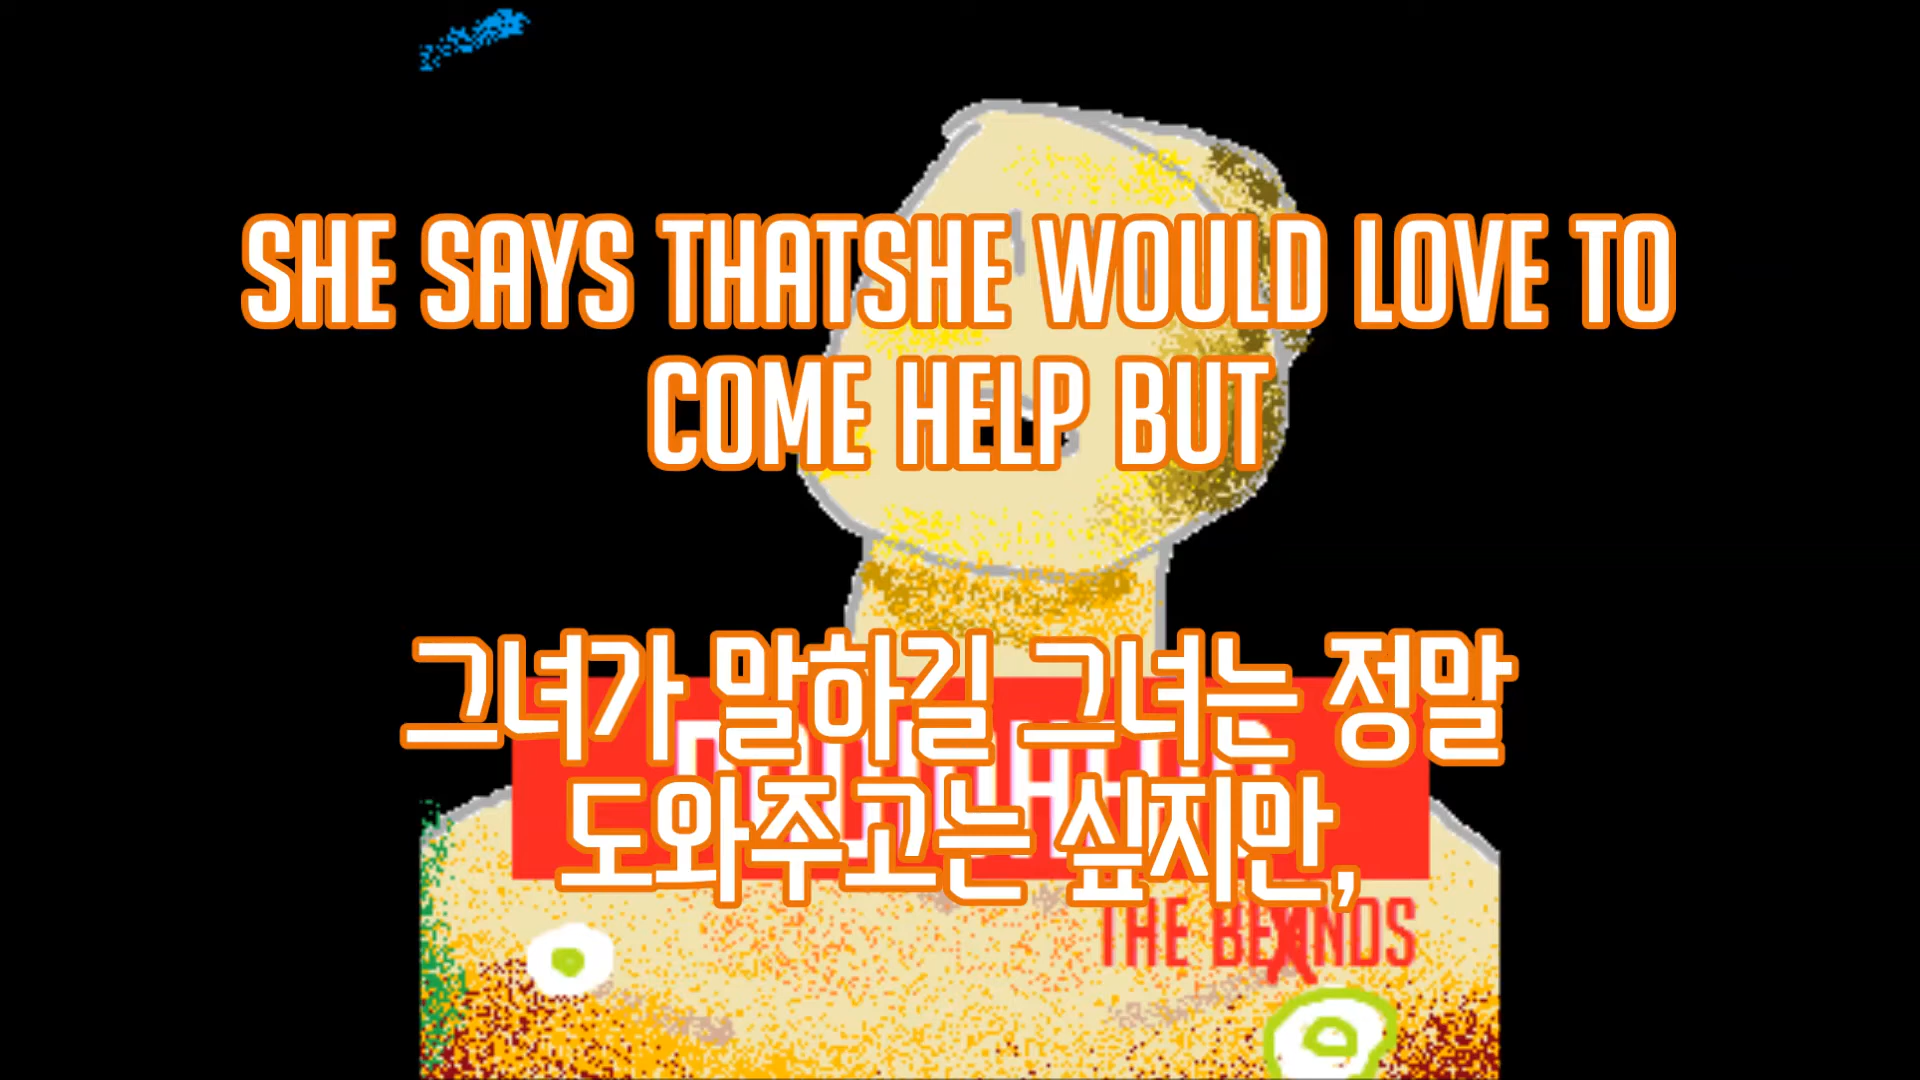 SHE SAYS THATSHE WOULD LOVE TO
COME HELP BUT
그녀가 말하길 그녀는 정말
도와주고는 싶지만,
THE